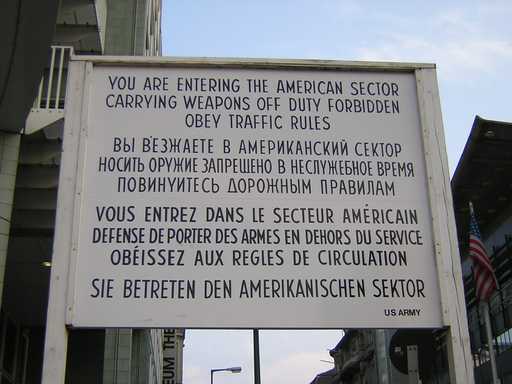 YOU ARE ENTERING THE AMERICAN SECTOR
CARRYING WEAPONS OFF DUTY FORBIDDEN
OBEY TRAFFIC RULES
ВЫ ВЪЕЗЖАЕТЕ В АМЕРИКАНСКИЙ СЕКТОР
НОСИТЬ ОРУЖИЕ ЗАПРЕЩЕНО В НЕСЛУЖЕБНОЕ ВРЕМЯ
ПОВИНУЙТЕСЬ ДОРОЖНЫМ ПРАВИЛАМ
VOUS ENTREZ DANS LE SECTEUR AMÉRICAIN
DEFENSE DE PORTER DES ARMES EN DEHORS DU SERVICE
OBÉISSEZ AUX REGLES DE CIRCULATION
SIE BETRETEN DEN AMERIKANISCHEN SEKTOR
US ARMY